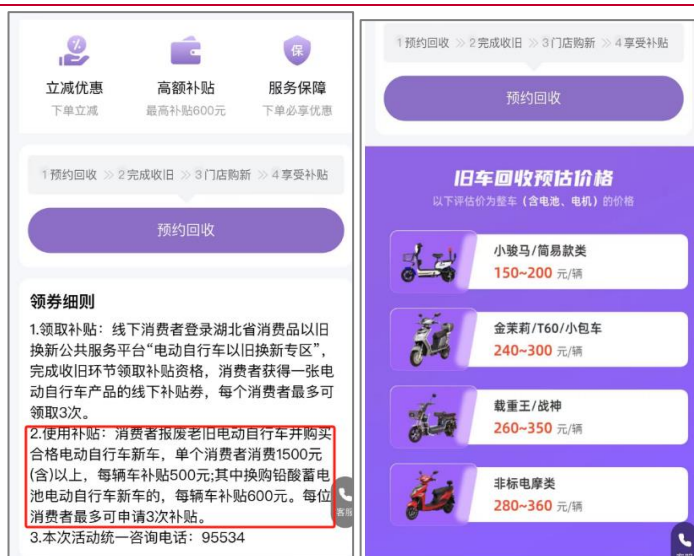 立减优惠
下单立减
高额补贴
最高补贴600元
保
服务保障
下单必享优惠
1预约回收 >> 2完成收旧 >> 3门店购新 >> 4享受补贴
预约回收
领券细则
1.领取补贴：线下消费者登录湖北省消费品以旧
换新公共服务平台“电动自行车以旧换新专区”，
完成收旧环节领取补贴资格，消费者获得一张电
动自行车产品的线下补贴券，每个消费者最多可
领取3次。
2.使用补贴：消费者报废老旧电动自行车并购买
合格电动自行车新车，单个消费者消费1500元
(含)以上，每辆车补贴500元;其中换购铅酸蓄电
池电动自行车新车的，每辆车补贴600元。每位
消费者最多可申请3次补贴。
3.本次活动统一咨询电话：95534
客服
1预约回收 >> 2完成收旧 >> 3门店购新 >> 4享受补贴
预约回收
旧车回收预估价格
以下评估价为整车（含电池、电机）的价格
小骏马/简易款类
150~200 元/辆
金茉莉/T60/小包车
240~300 元/辆
载重王/战神
260~350 元/辆
非标电摩类
280~360 元/辆